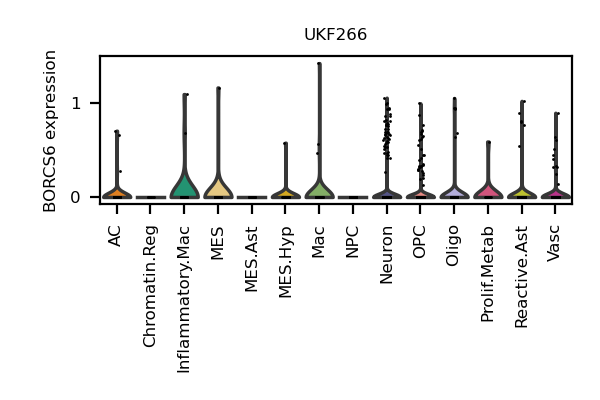 UKF266
BORCS6 expression
1
0
AC
Chromatin.Reg
Inflammatory.Mac
MES
MES.Ast
MES.Hyp
Mac
NPC
Neuron
OPC
Oligo
Prolif.Metab
Reactive.Ast
Vasc